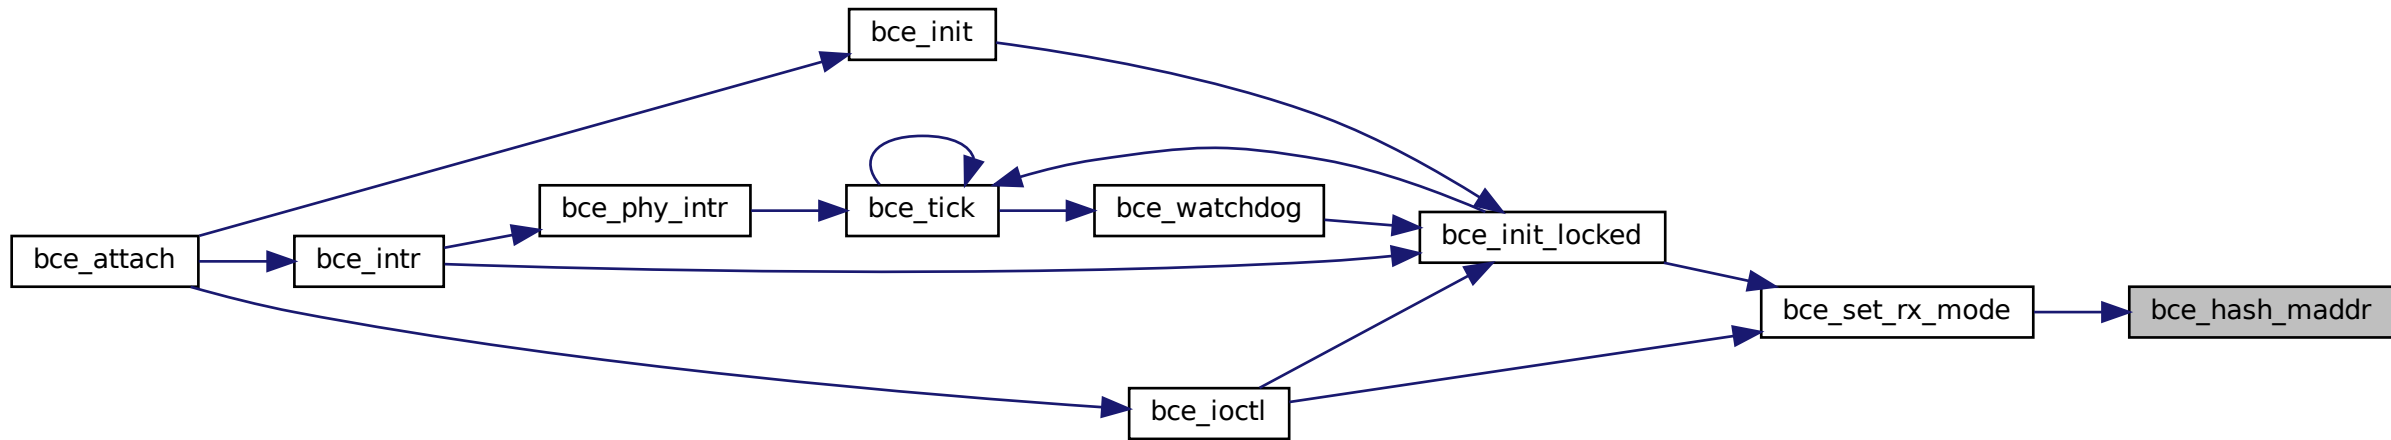 bce_init
bce_phy_intr
bce_tick
bce_watchdog
bce_init_locked
bce_attach
bce_intr
bce_set_rx_mode
bce_hash_maddr
bce_ioctl